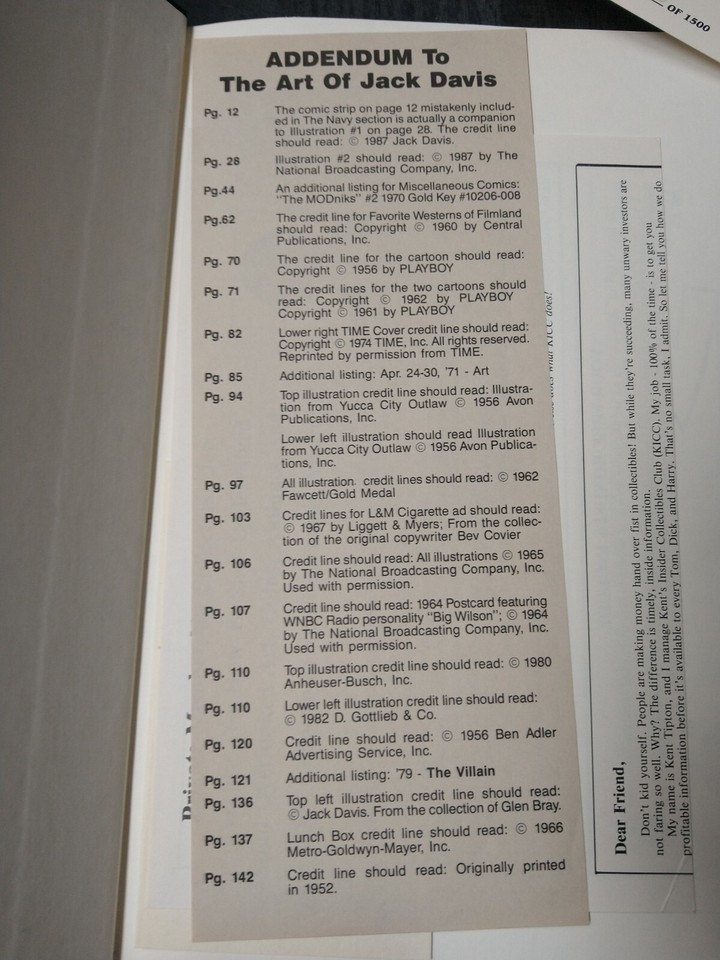 OF 1500
ADDENDUM To
The Art Of Jack Davis
Pg. 12 The comic strip on page 12 mistakenly includ-
ed in The Navy section is actually a companion
to Illustration #1 on page 28. The credit line
should read: © 1987 Jack Davis.
Pg. 28 Illustration #2 should read: © 1987 by The
National Broadcasting Company, Inc.
Pg.44 An additional listing for Miscellaneous Comics:
"The MODniks" #2 1970 Gold Key #10206-008
Pg.62 The credit line for Favorite Westerns of Filmland
should read: Copyright © 1960 by Central
Publications, Inc.
Pg. 70 The credit line for the cartoon should read:
Copyright © 1956 by PLAYBOY
Pg. 71 The credit lines for the two cartoons should
read: Copyright © 1962 by PLAYBOY
Copyright © 1961 by PLAYBOY
Pg. 82 Lower right TIME Cover credit line should read:
Copyright © 1974 TIME, Inc. All rights reserved.
Reprinted by permission from TIME.
Pg. 85 Additional listing: Apr. 24-30, '71 - Art
Pg. 94 Top illustration credit line should read: Illustra-
tion from Yucca City Outlaw © 1956 Avon
Publications, Inc.
Lower left illustration should read Illustration
from Yucca City Outlaw © 1956 Avon Publica-
tions, Inc.
Pg. 97 All illustration credit lines should read: © 1962
Fawcett/Gold Medal
Pg. 103 Credit lines for L&M Cigarette ad should read:
© 1967 by Liggett & Myers; From the collec-
tion of the original copywriter Bev Covier
Pg. 106 Credit line should read: All illustrations © 1965
by The National Broadcasting Company, Inc.
Used with permission.
Pg. 107 Credit line should read: 1964 Postcard featuring
WNBC Radio personality "Big Wilson"; © 1964
by The National Broadcasting Company, Inc.
Used with permission.
Pg. 110 Top illustration credit line should read: © 1980
Anheuser-Busch, Inc.
Pg. 110 Lower left illustration credit line should read:
© 1982 D. Gottlieb & Co.
Pg. 120 Credit line should read: © 1956 Ben Adler
Advertising Service, Inc.
Pg. 121 Additional listing: '79 - The Villain
Pg. 136 Top left illustration credit line should read:
© Jack Davis. From the collection of Glen Bray.
Pg. 137 Lunch Box credit line should read: © 1966
Metro-Goldwyn-Mayer, Inc.
Pg. 142 Credit line should read: Originally printed
in 1952.
what KICC does!
Dear Friend,
Don't kid yourself. People are making money hand over fist in collectibles! But while they're succeeding, many unwary investors are
not faring so well. Why? The difference is timely, inside information.
My name is Kent Tipton, and I manage Kent's Insider Collectibles Club (KICC). My job - 100% of the time - is to get you
profitable information before it's available to every Tom, Dick, and Harry. That's no small task, I admit. So let me tell you how we do